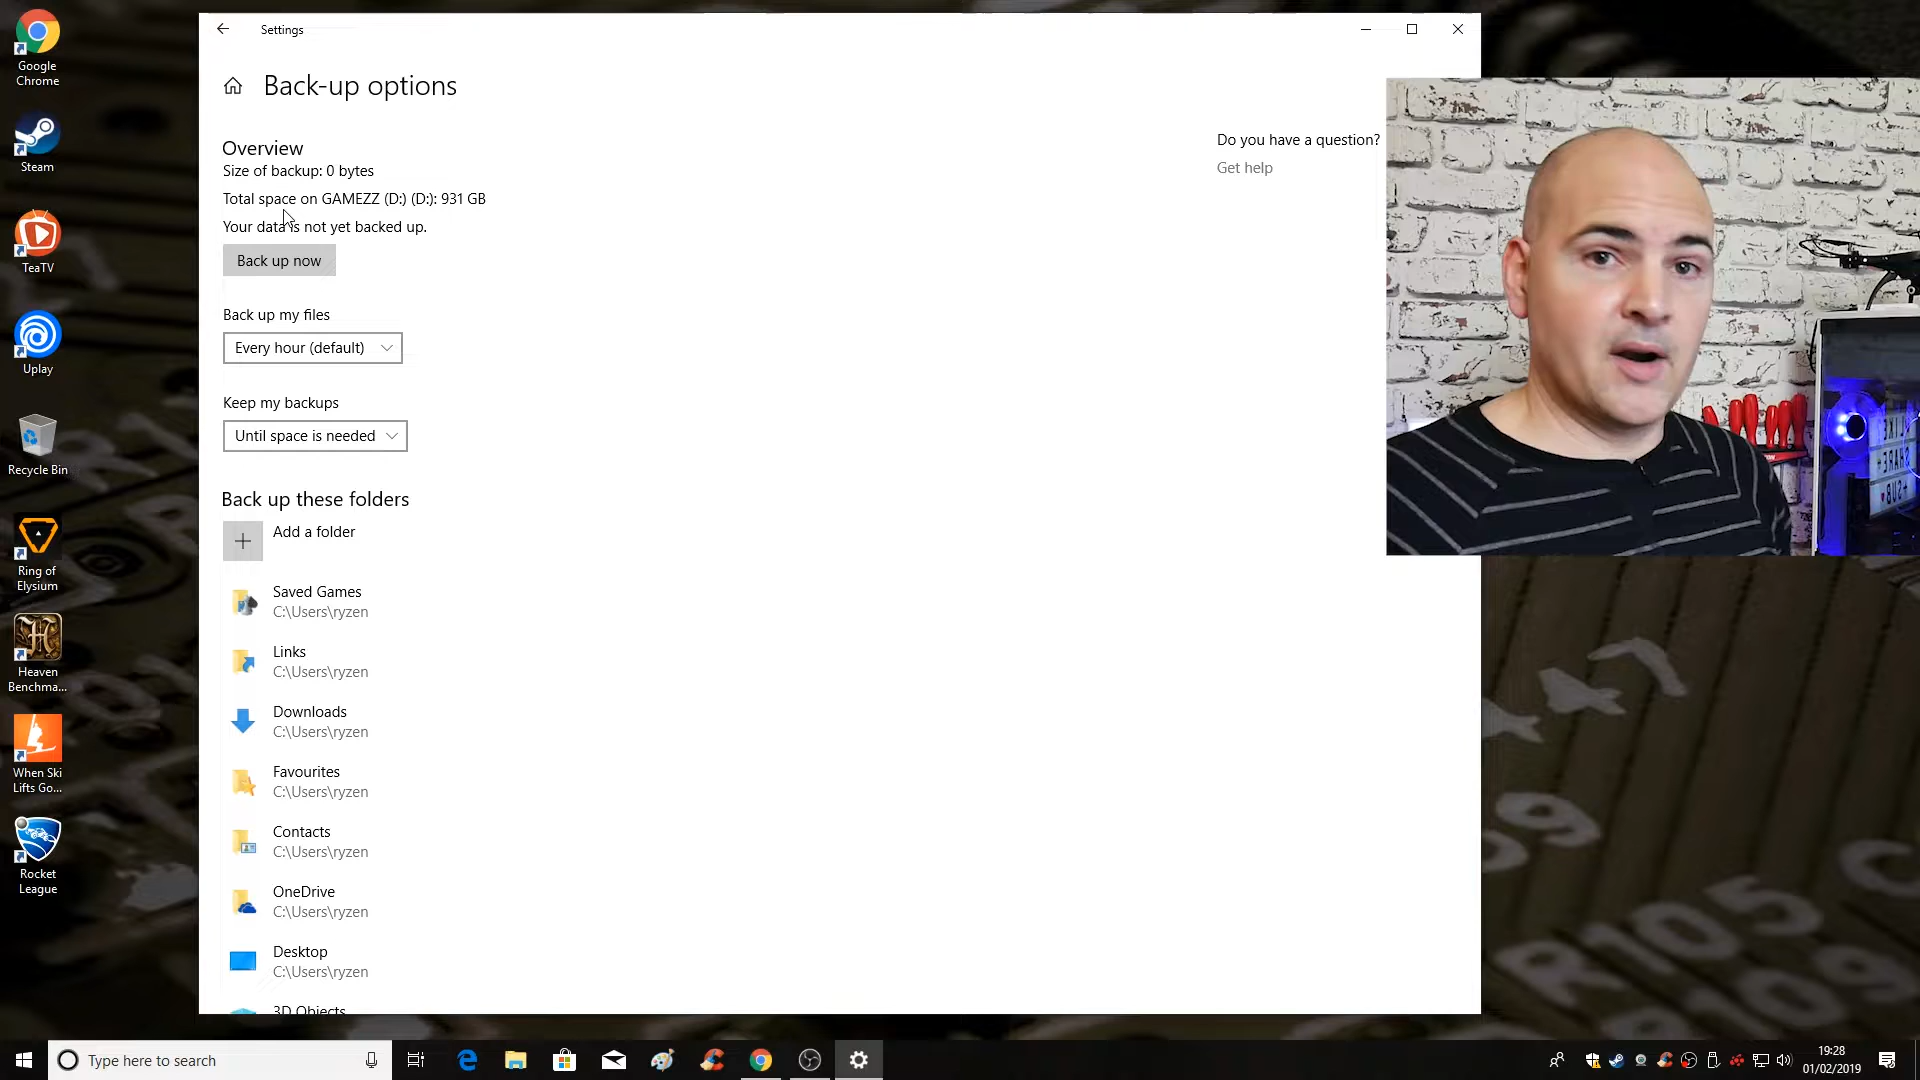 Settings
Back-up options
Overview
Size of backup: 0 bytes
Total space on GAMEZZ (D:) (D:): 931 GB
Your data is not yet backed up.
Back up now
Back up my files
Every hour (default)
Keep my backups
Until space is needed
Back up these folders
Add a folder
Saved Games
C:\Users\ryzen
Links
C:\Users\ryzen
Downloads
C:\Users\ryzen
Favourites
C:\Users\ryzen
Contacts
C:\Users\ryzen
OneDrive
C:\Users\ryzen
Desktop
C:\Users\ryzen
3D Objects
Do you have a question?
Get help
Google
Chrome
Steam
TeaTV
Uplay
Recycle Bin
Ring of
Elysium
Heaven
Benchma...
When Ski
Lifts Go...
Rocket
League
LIKE
SHARE
+SUB
R105 C
109
Type here to search
19:28
01/02/2019